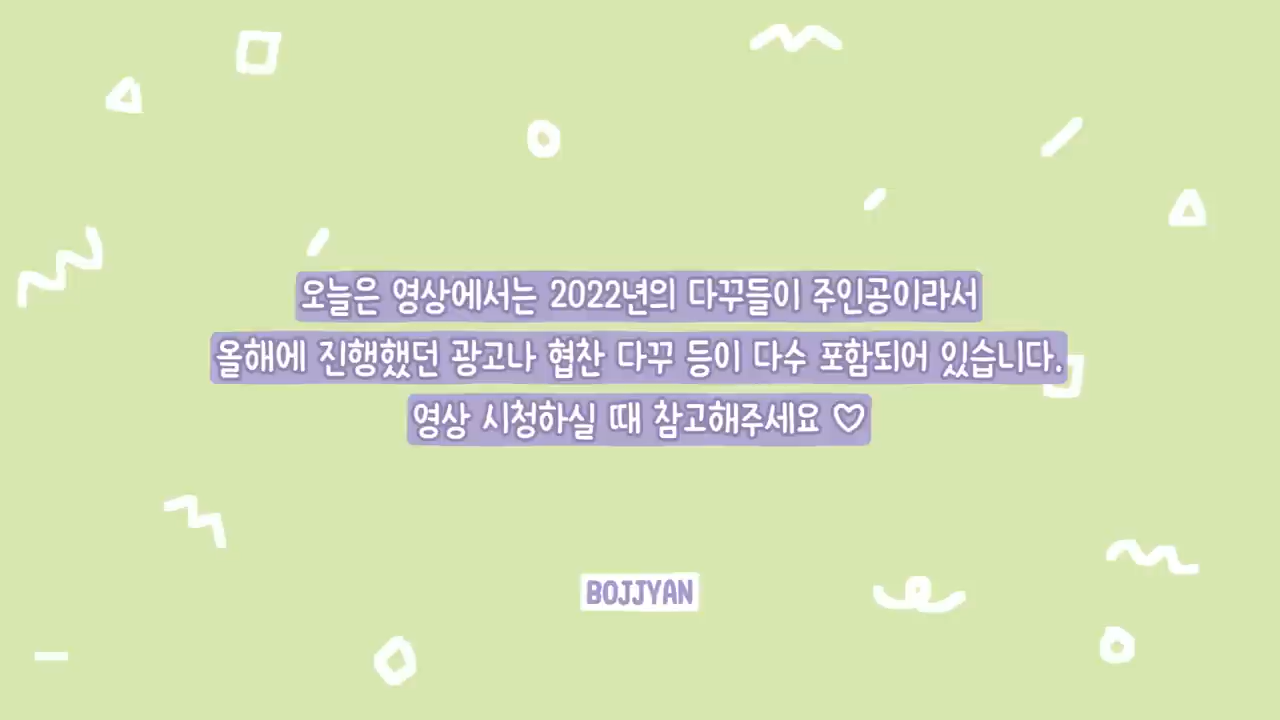 오늘은 영상에서는 2022년의 다꾸들이 주인공이라서
올해에 진행했던 광고나 협찬 다꾸 등이 다수 포함되어 있습니다.
영상 시청하실 때 참고해주세요 ♡
BOJJYAN